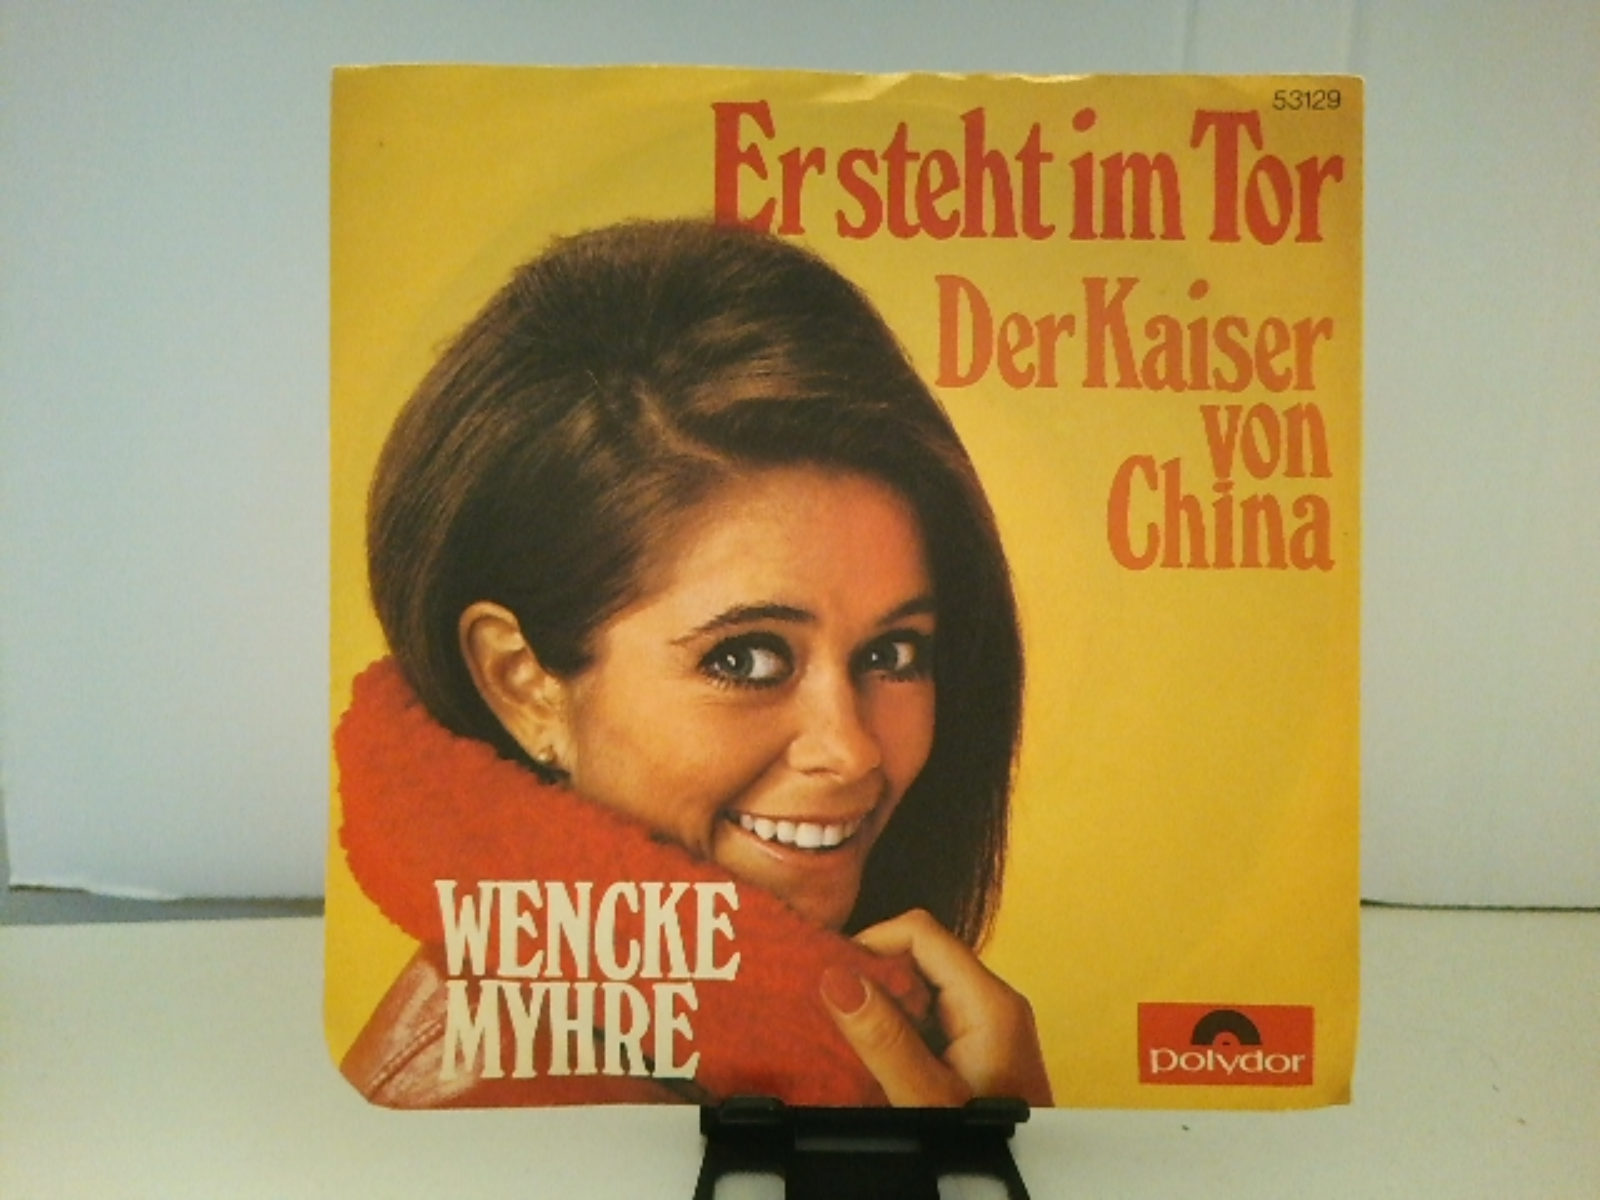 53129
Er steht im Tor
Der Kaiser
von
China
WENCKE
MYHRE
polydor